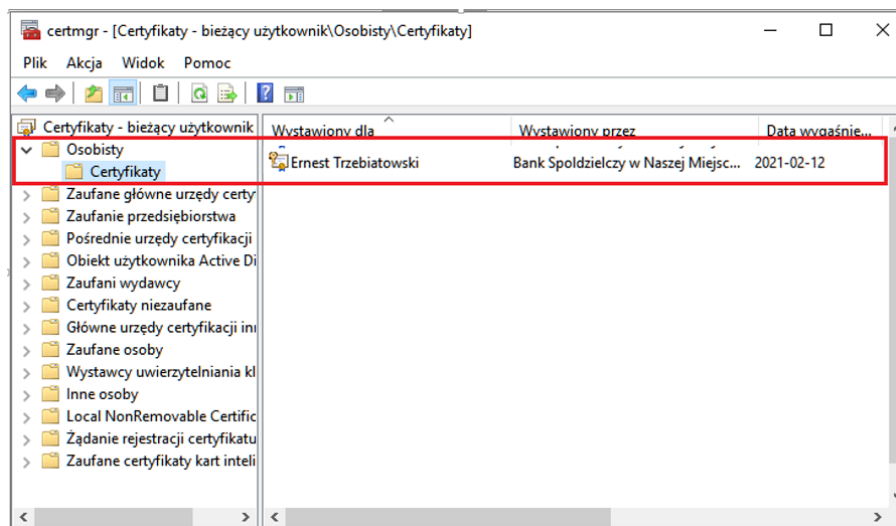 certmgr - [Certyfikaty - bieżący użytkownik\Osobisty\Certyfikaty]
Plik Akcja Widok Pomoc
Certyfikaty - bieżący użytkownik
Osobisty
Certyfikaty
Zaufane główne urzędy certy
Zaufanie przedsiębiorstwa
Pośrednie urzędy certyfikacji
Obiekt użytkownika Active Di
Zaufani wydawcy
Certyfikaty niezaufane
Główne urzędy certyfikacji inn
Zaufane osoby
Wystawcy uwierzytelniania kl
Inne osoby
Local NonRemovable Certific
Żądanie rejestracji certyfikatu
Zaufane certyfikaty kart inteli
Wystawiony dla Wystawiony przez Data wygaśnie...
Ernest Trzebiatowski Bank Spoldzielczy w Naszej Miejsc... 2021-02-12